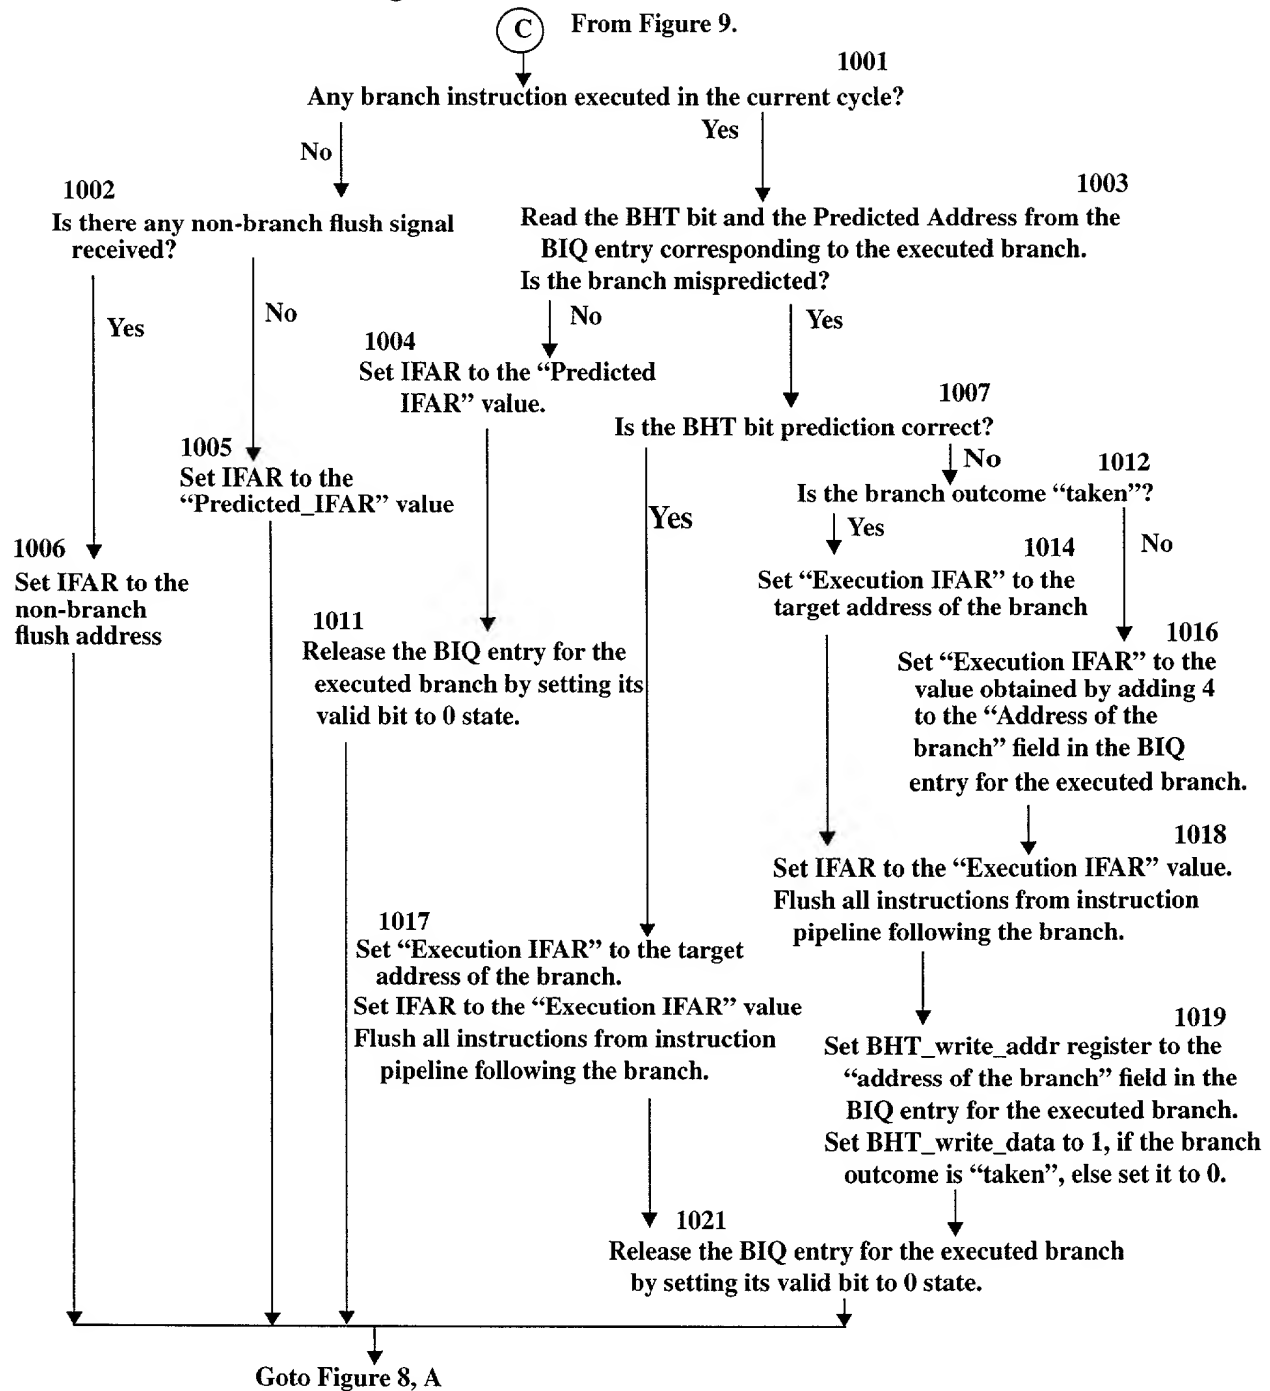 C From Figure 9.
1001
Any branch instruction executed in the current cycle?
Yes
No
1002
1003
Is there any non-branch flush signal
received?
Read the BHT bit and the Predicted Address from the
BIQ entry corresponding to the executed branch.
Is the branch mispredicted?
Yes
No
No
Yes
1004
Set IFAR to the “Predicted
IFAR” value.
1007
Is the BHT bit prediction correct?
1005
Set IFAR to the
“Predicted_IFAR” value
No
1012
Is the branch outcome “taken”?
Yes
Yes
No
1006
Set IFAR to the
non-branch
flush address
1014
Set “Execution IFAR” to the
target address of the branch
1011
Release the BIQ entry for the
executed branch by setting its
valid bit to 0 state.
1016
Set “Execution IFAR” to the
value obtained by adding 4
to the “Address of the
branch” field in the BIQ
entry for the executed branch.
1018
Set IFAR to the “Execution IFAR” value.
Flush all instructions from instruction
pipeline following the branch.
1017
Set “Execution IFAR” to the target
address of the branch.
Set IFAR to the “Execution IFAR” value
Flush all instructions from instruction
pipeline following the branch.
1019
Set BHT_write_addr register to the
“address of the branch” field in the
BIQ entry for the executed branch.
Set BHT_write_data to 1, if the branch
outcome is “taken”, else set it to 0.
1021
Release the BIQ entry for the executed branch
by setting its valid bit to 0 state.
Goto Figure 8, A